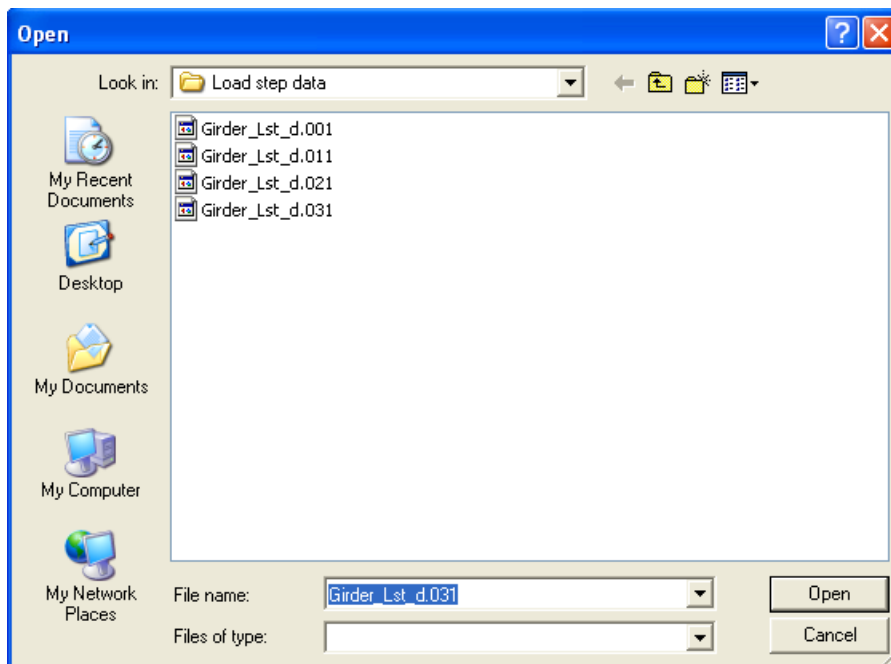 Open
Look in: Load step data
Girder_Lst_d.001
Girder_Lst_d.011
Girder_Lst_d.021
Girder_Lst_d.031
My Recent
Documents
Desktop
My Documents
My Computer
My Network
Places
File name: Girder_Lst_d.031 Open
Files of type: Cancel